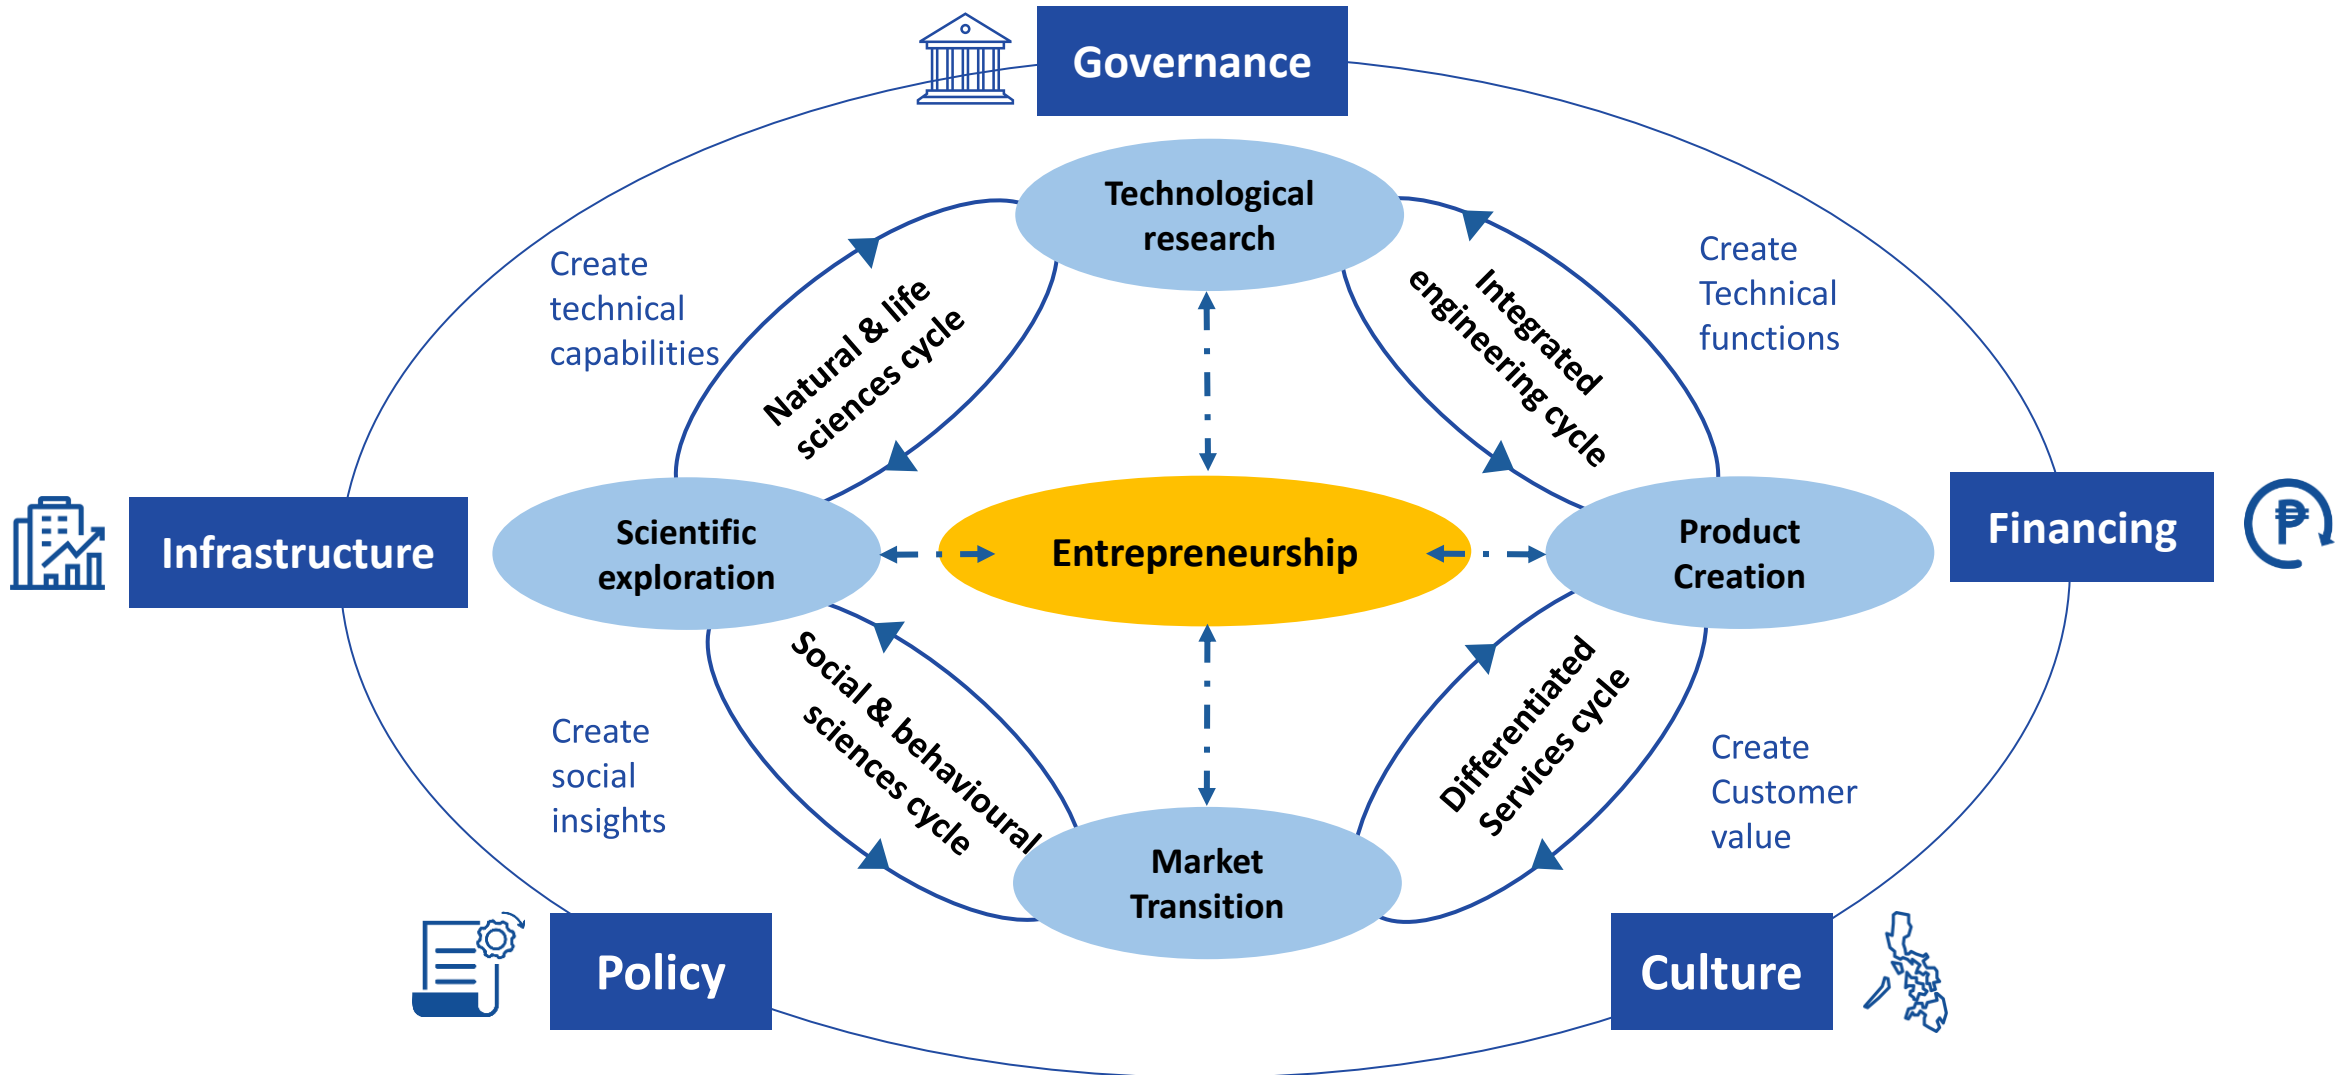 Governance
Technological
research
Create
technical
capabilities
Natural & life
sciences cycle
Integrated
engineering cycle
Create
Technical
functions
Infrastructure
Scientific
exploration
Entrepreneurship
Product
Creation
Financing
Create
social
insights
Social & behavioural
sciences cycle
Differentiated
Services cycle
Create
Customer
value
Market
Transition
Policy
Culture